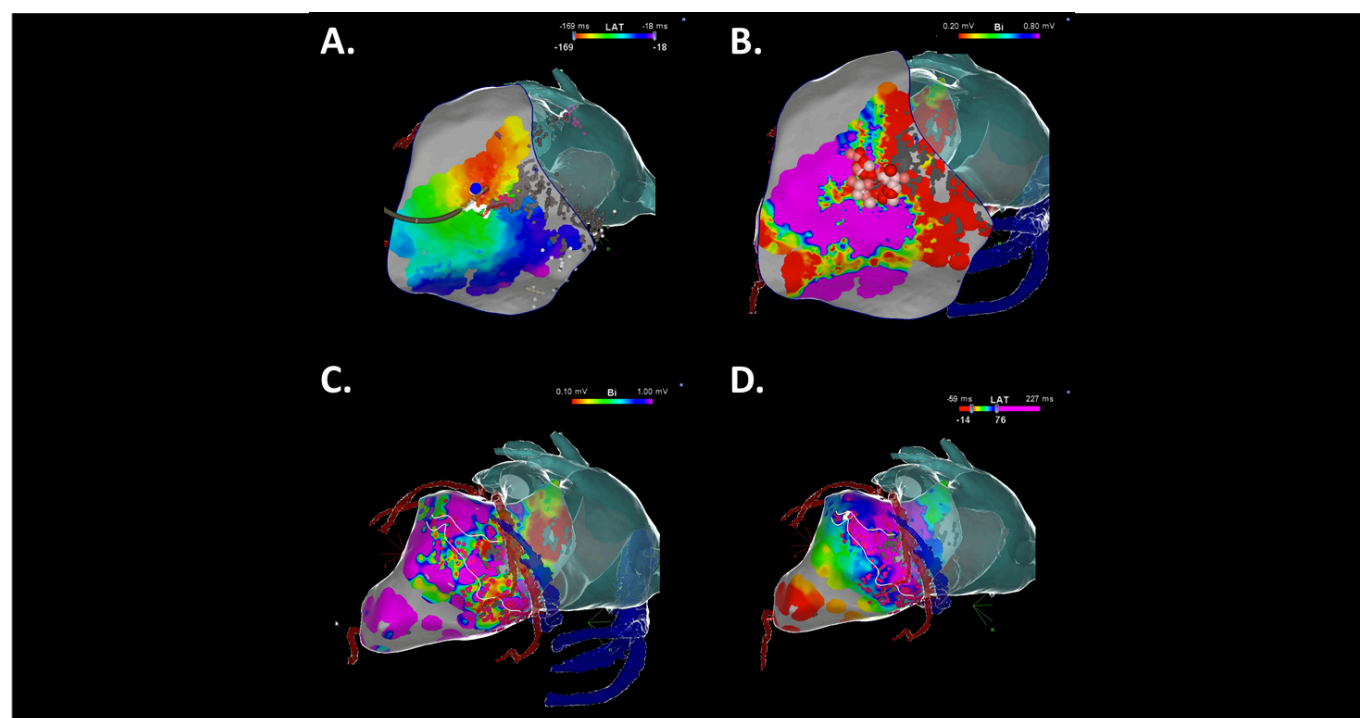 A.
-169 ms LAT -18 ms
-169 -18
B.
0.20 mV Bi 0.80 mV
C.
0.10 mV Bi 1.00 mV
D.
-59 ms LAT 227 ms
-14 76